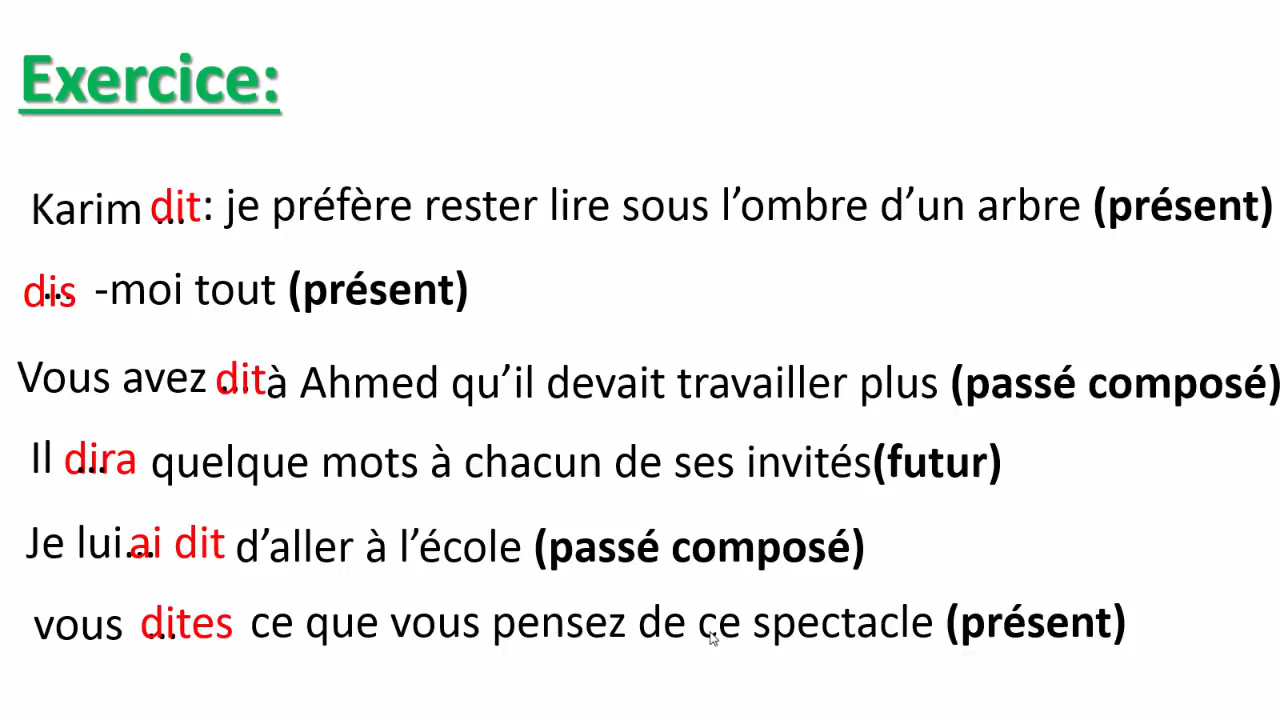 Exercice:
Karim dit... : je préfère rester lire sous l’ombre d’un arbre (présent)
dis... -moi tout (présent)
Vous avez dit... à Ahmed qu’il devait travailler plus (passé composé)
Il dira... quelque mots à chacun de ses invités(futur)
Je lui...ai dit d’aller à l’école (passé composé)
vous dites... ce que vous pensez de ce spectacle (présent)